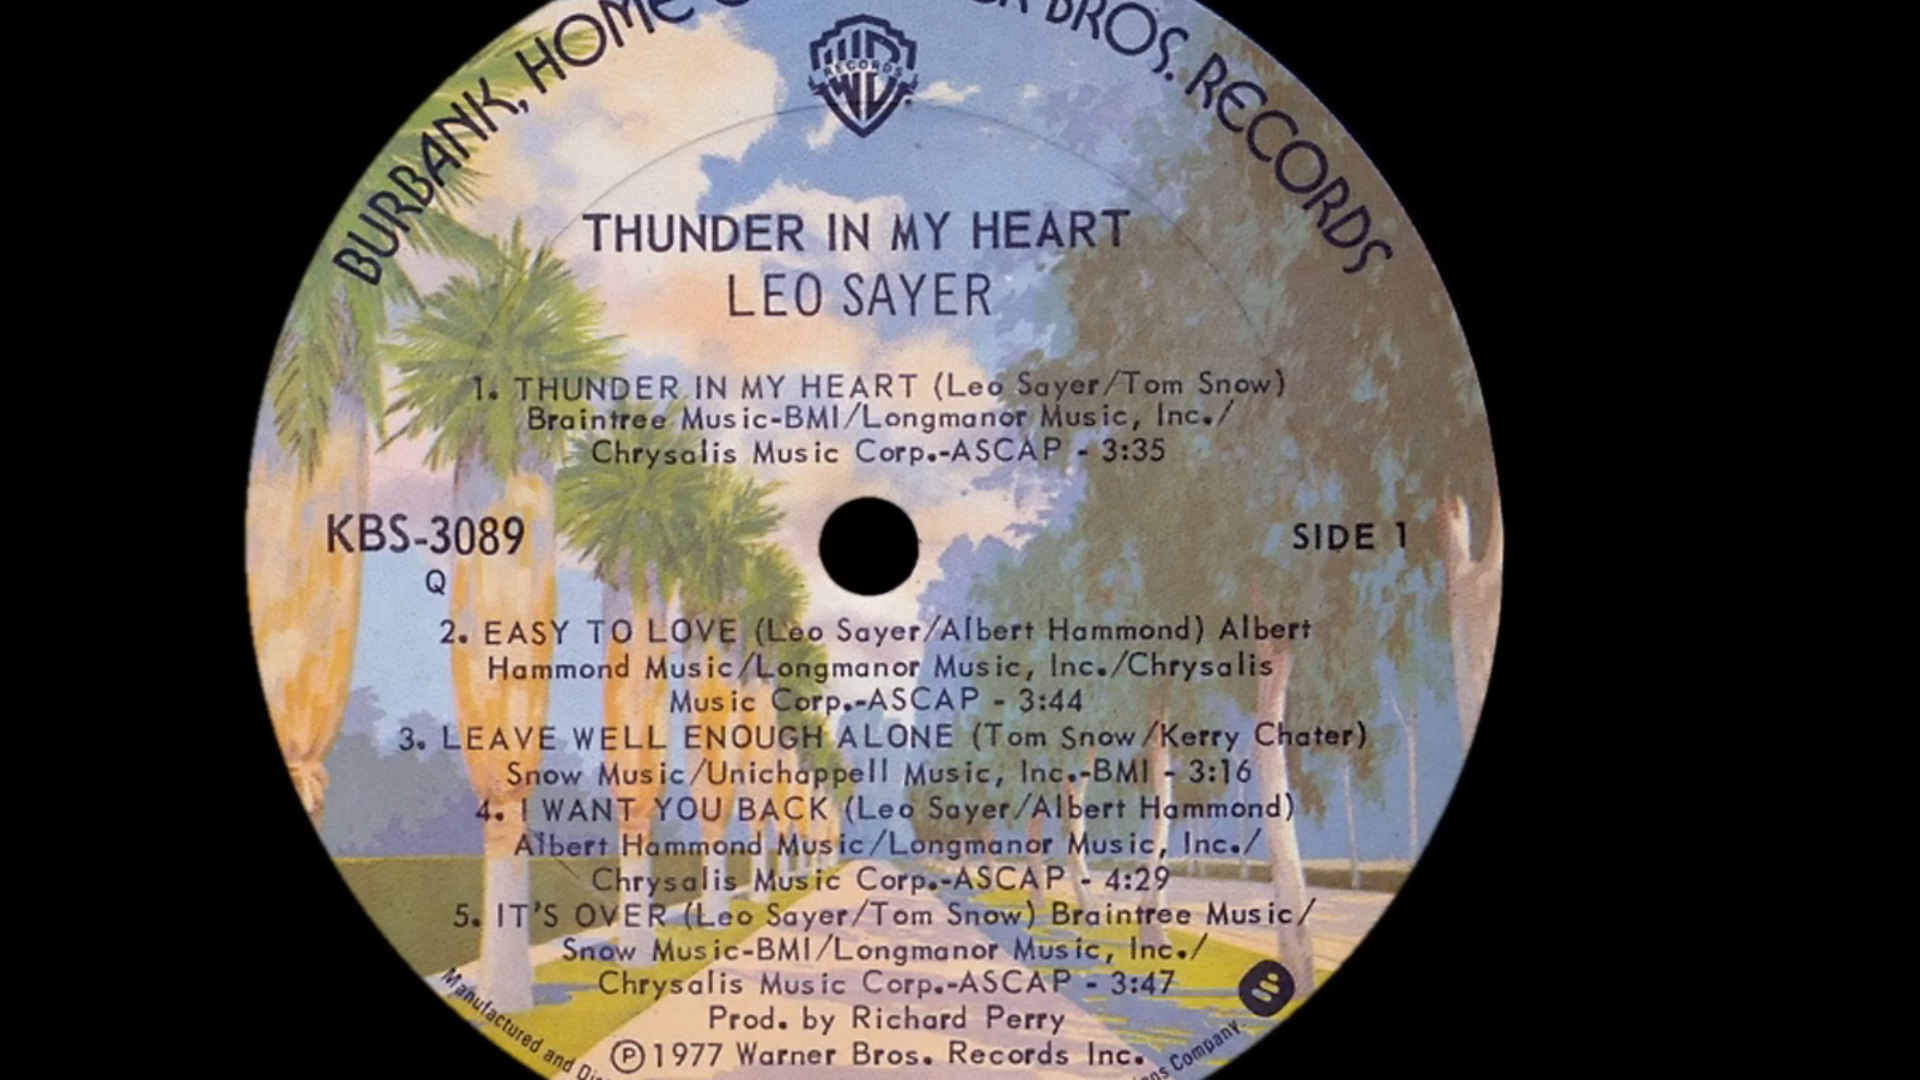 BURBANK, HOME BROS. RECORDS
RECORDS
THUNDER IN MY HEART
LEO SAYER
1. THUNDER IN MY HEART (Leo Sayer/Tom Snow)
Braintree Music-BMI/Longmanor Music, Inc./
Chrysalis Music Corp.-ASCAP - 3:35
KBS-3089
SIDE 1
Q
2. EASY TO LOVE (Leo Sayer/Albert Hammond) Albert
Hammond Music/Longmanor Music, Inc./Chrysalis
Music Corp.-ASCAP - 3:44
3. LEAVE WELL ENOUGH ALONE (Tom Snow/Kerry Chater)
Snow Music/Unichappell Music, Inc.-BMI - 3:16
4. I WANT YOU BACK (Leo Sayer/Albert Hammond)
Albert Hammond Music/Longmanor Music, Inc./
Chrysalis Music Corp.-ASCAP - 4:29
5. IT'S OVER (Leo Sayer/Tom Snow) Braintree Music/
Snow Music-BMI/Longmanor Music, Inc./
Chrysalis Music Corp.-ASCAP - 3:47
Prod. by Richard Perry
Ⓟ1977 Warner Bros. Records Inc.
Manufactured and Company